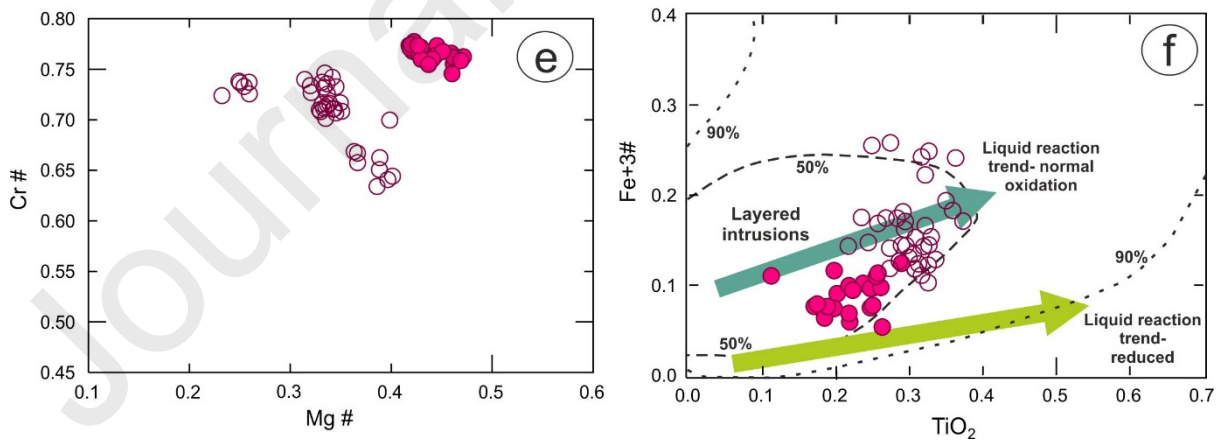 Journa
e
Cr #
0.80
0.75
0.70
0.65
0.60
0.55
0.50
0.45
0.1
0.2
0.3
0.4
0.5
0.6
Mg #
f
Fe+3#
0.4
0.3
0.2
0.1
0.0
90%
50%
Liquid reaction
trend- normal
oxidation
Layered
intrusions
90%
50%
Liquid reaction
trend-
reduced
0.0
0.1
0.2
0.3
0.4
0.5
0.6
0.7
TiO₂